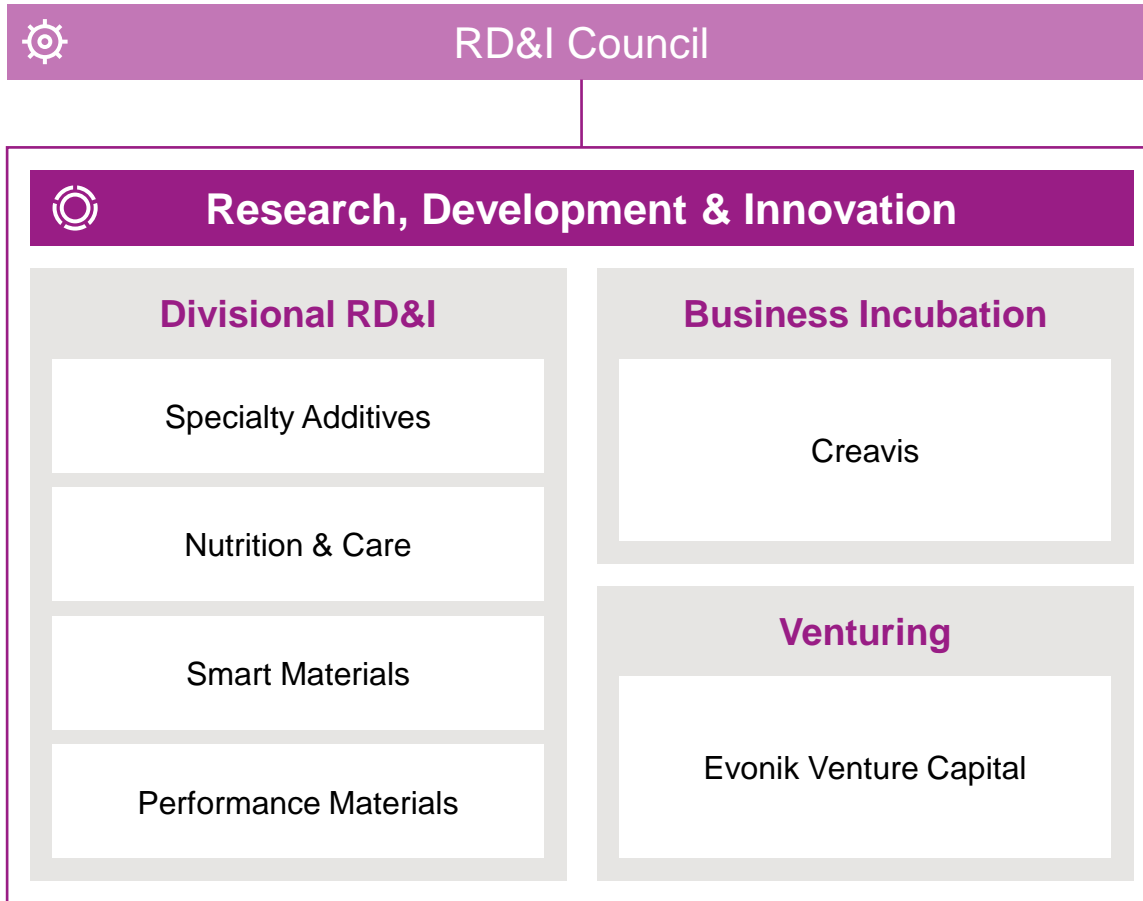 RD&I Council
Research, Development & Innovation
Divisional RD&I
Specialty Additives
Nutrition & Care
Smart Materials
Performance Materials
Business Incubation
Creavis
Venturing
Evonik Venture Capital